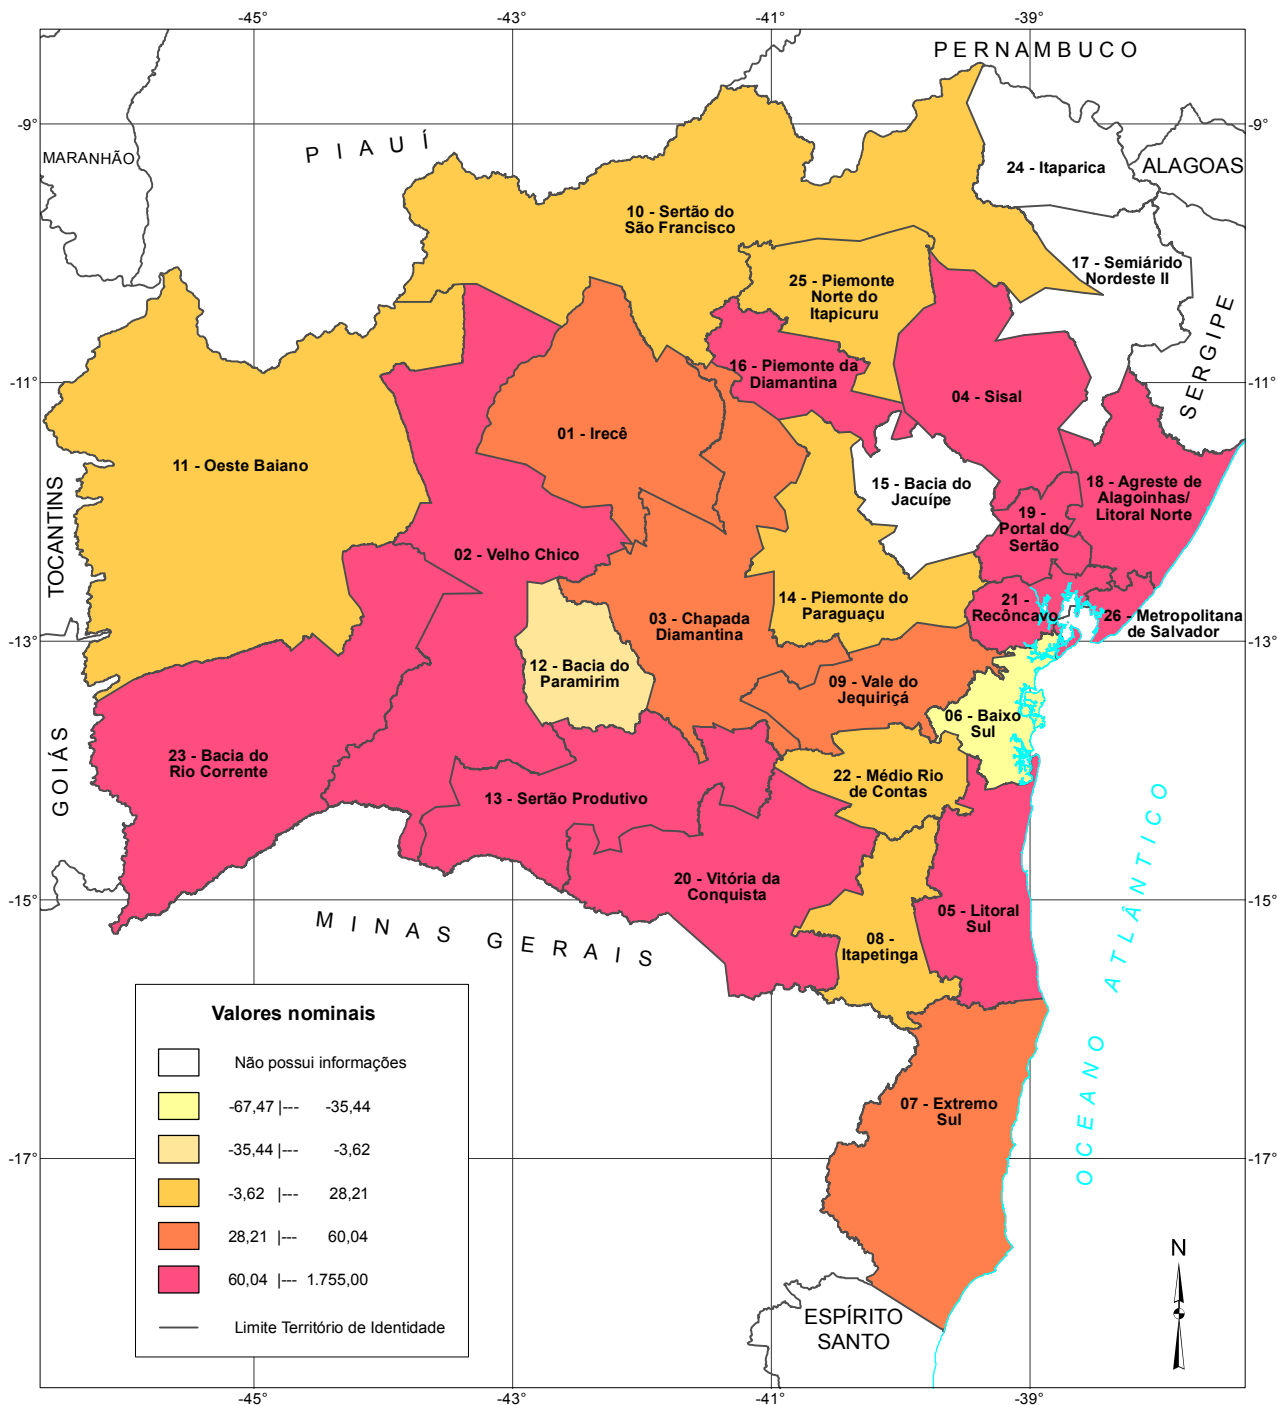 -45°
-43°
-41°
-39°
PERNAMBUCO
-9°
-9°
MARANHÃO
PIAUÍ
24 - Itaparica
ALAGOAS
10 - Sertão do
São Francisco
17 - Semiárido
Nordeste II
25 - Piemonte
Norte do
Itapicuru
SERGIPE
-11°
-11°
16 - Piemonte da
Diamantina
04 - Sisal
01 - Irecê
11 - Oeste Baiano
15 - Bacia do
Jacuípe
18 - Agreste de
Alagoinhas/
Litoral Norte
19 -
Portal do
Sertão
TOCANTINS
02 - Velho Chico
14 - Piemonte do
Paraguaçu
21 -
Recôncavo
26 - Metropolitana
de Salvador
03 - Chapada
Diamantina
-13°
-13°
12 - Bacia do
Paramirim
09 - Vale do
Jequiriçá
06 - Baixo
Sul
GOIÁS
23 - Bacia do
Rio Corrente
22 - Médio Rio
de Contas
13 - Sertão Produtivo
20 - Vitória da
Conquista
-15°
-15°
05 - Litoral
Sul
MINAS GERAIS
08 -
Itapetinga
OCEANO ATLÂNTICO
Valores nominais
Não possui informações
-67,47 |--- -35,44
-35,44 |--- -3,62
-3,62 |--- 28,21
28,21 |--- 60,04
60,04 |--- 1.755,00
Limite Território de Identidade
07 - Extremo
Sul
-17°
-17°
N
ESPÍRITO
SANTO
-45°
-43°
-41°
-39°